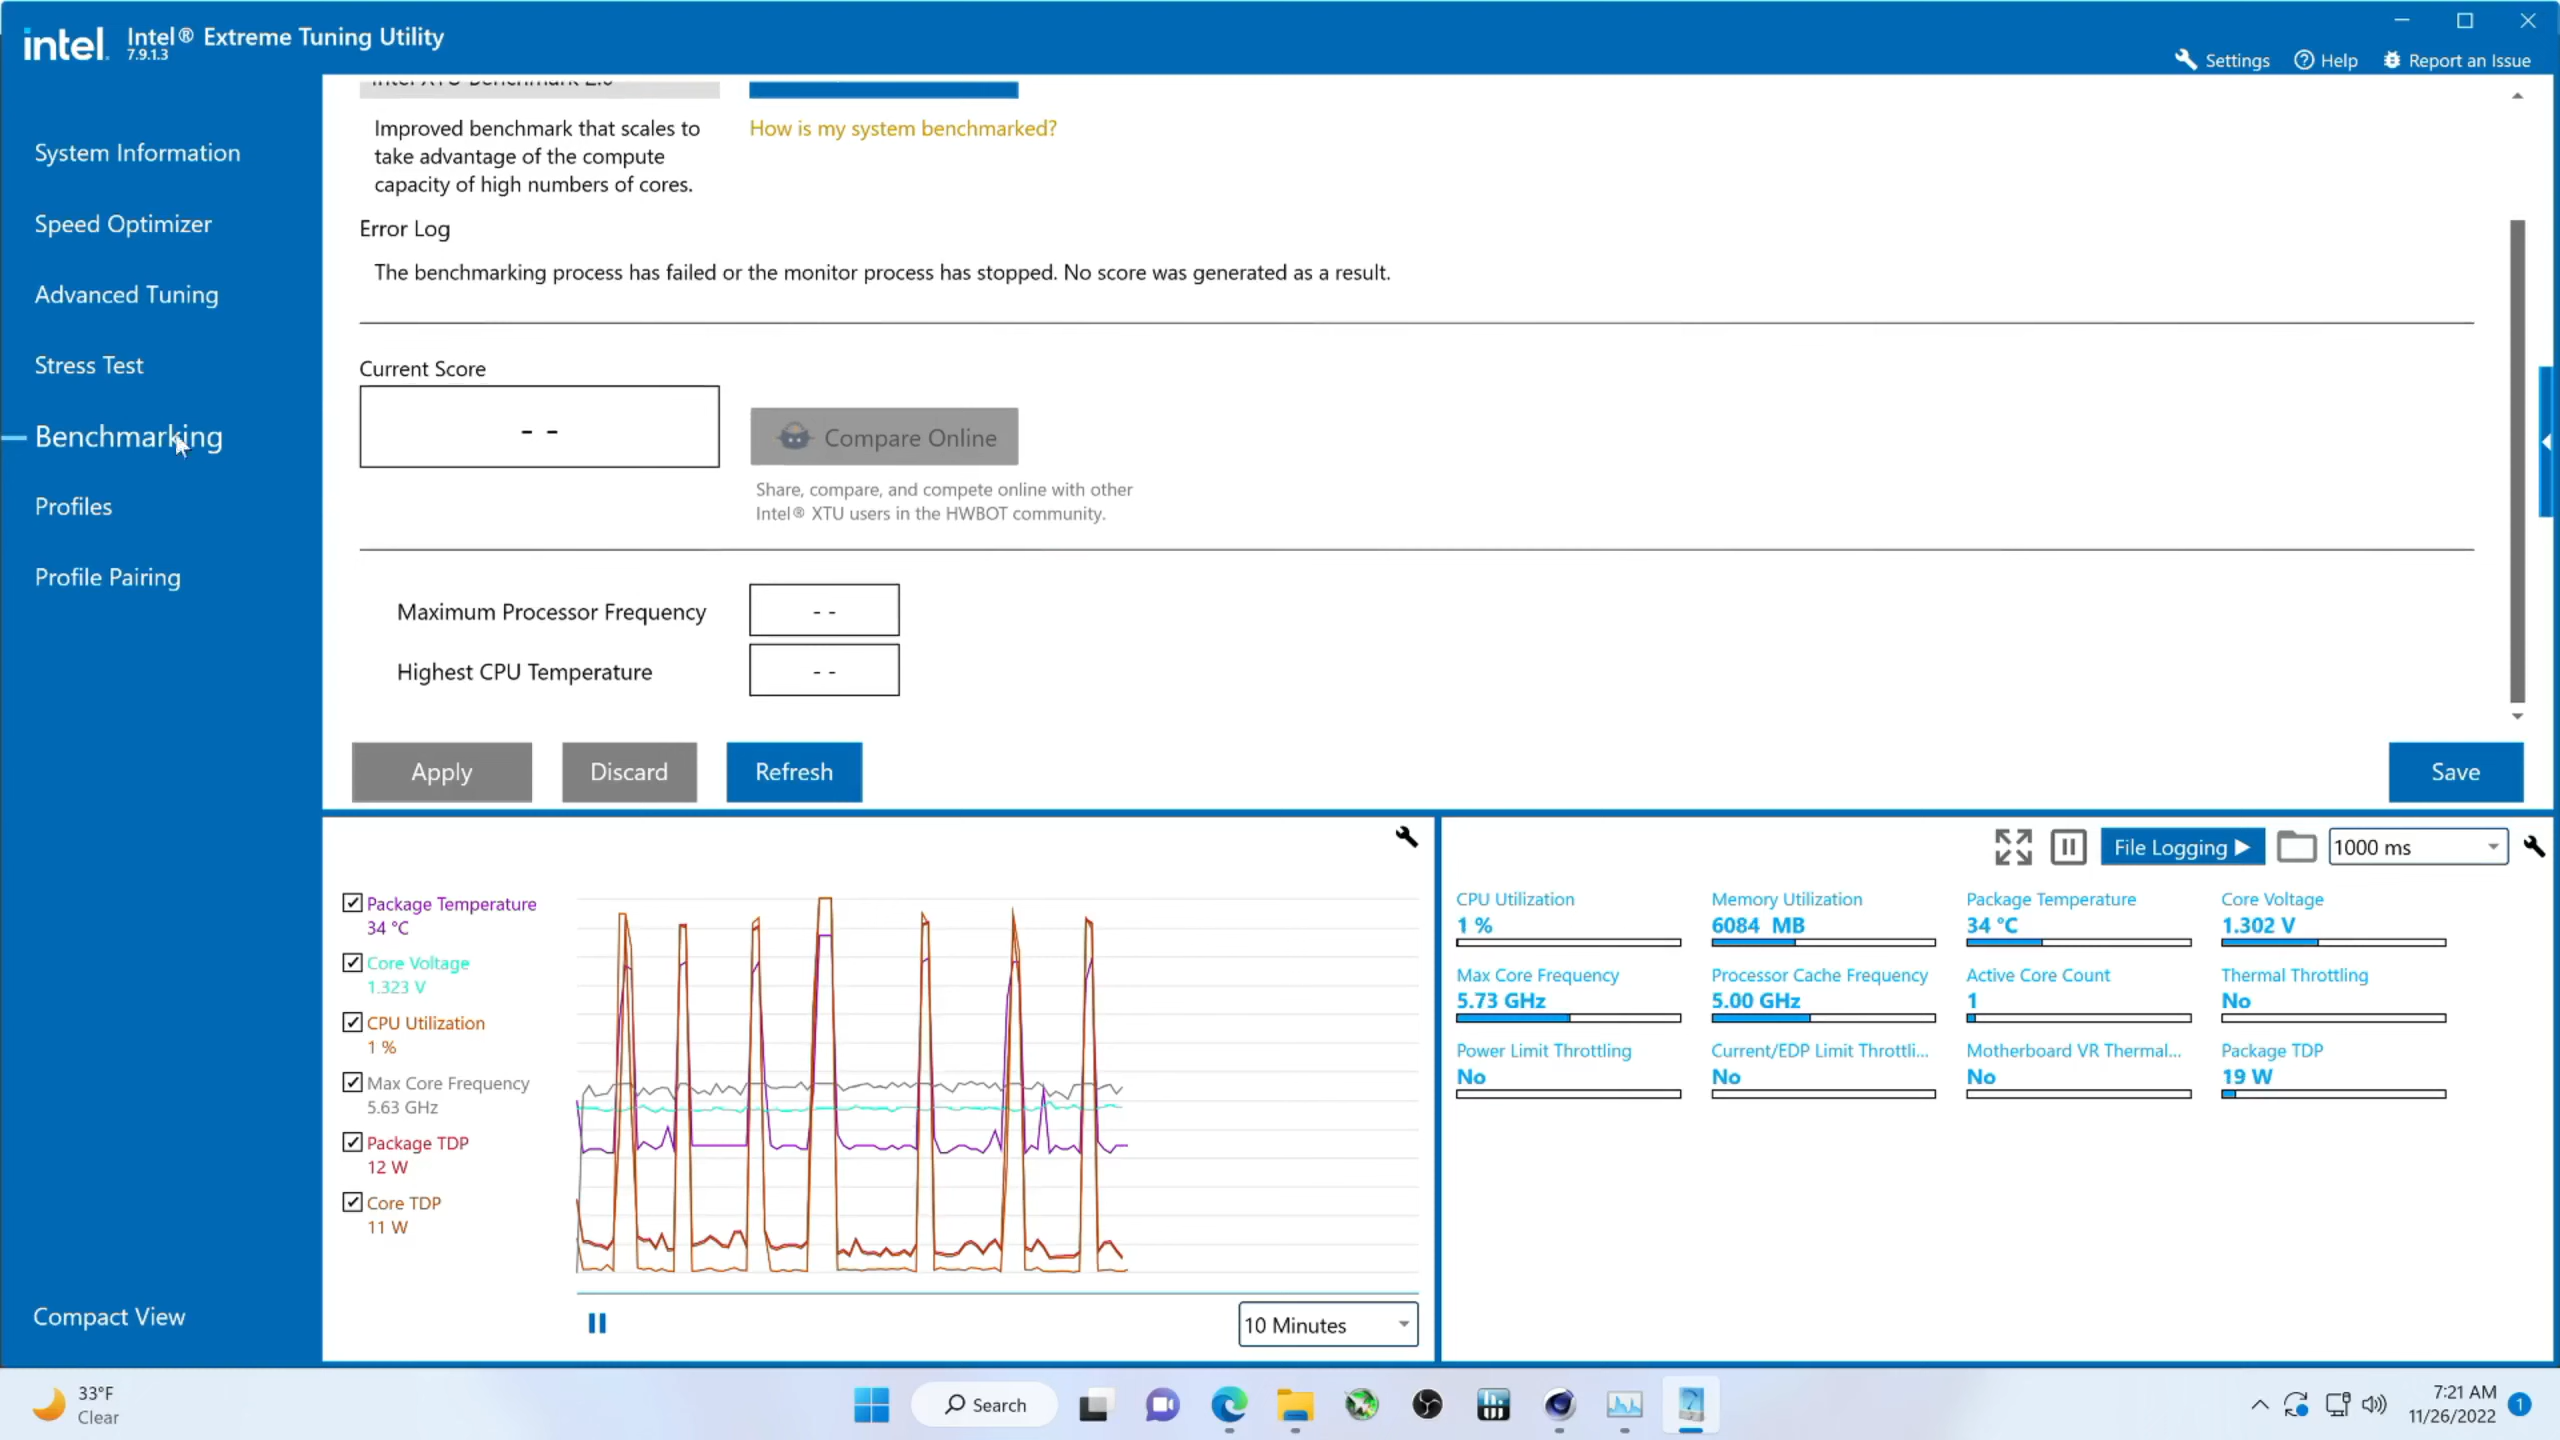 intel.
Intel® Extreme Tuning Utility
7.9.1.3
Settings
Help
Report an Issue
System Information
Speed Optimizer
Advanced Tuning
Stress Test
Benchmarking
Profiles
Profile Pairing
Compact View
Intel XTU Benchmark 2.0
Improved benchmark that scales to
take advantage of the compute
capacity of high numbers of cores.
How is my system benchmarked?
Error Log
The benchmarking process has failed or the monitor process has stopped. No score was generated as a result.
Current Score
- -
Compare Online
Share, compare, and compete online with other
Intel® XTU users in the HWBOT community.
Maximum Processor Frequency
- -
Highest CPU Temperature
- -
Apply
Discard
Refresh
Save
Package Temperature
34 °C
Core Voltage
1.323 V
CPU Utilization
1 %
Max Core Frequency
5.63 GHz
Package TDP
12 W
Core TDP
11 W
10 Minutes
File Logging
1000 ms
CPU Utilization
1 %
Memory Utilization
6084 MB
Package Temperature
34 °C
Core Voltage
1.302 V
Max Core Frequency
5.73 GHz
Processor Cache Frequency
5.00 GHz
Active Core Count
1
Thermal Throttling
No
Power Limit Throttling
No
Current/EDP Limit Throttli...
No
Motherboard VR Thermal...
No
Package TDP
19 W
33°F
Clear
Search
7:21 AM
11/26/2022
1